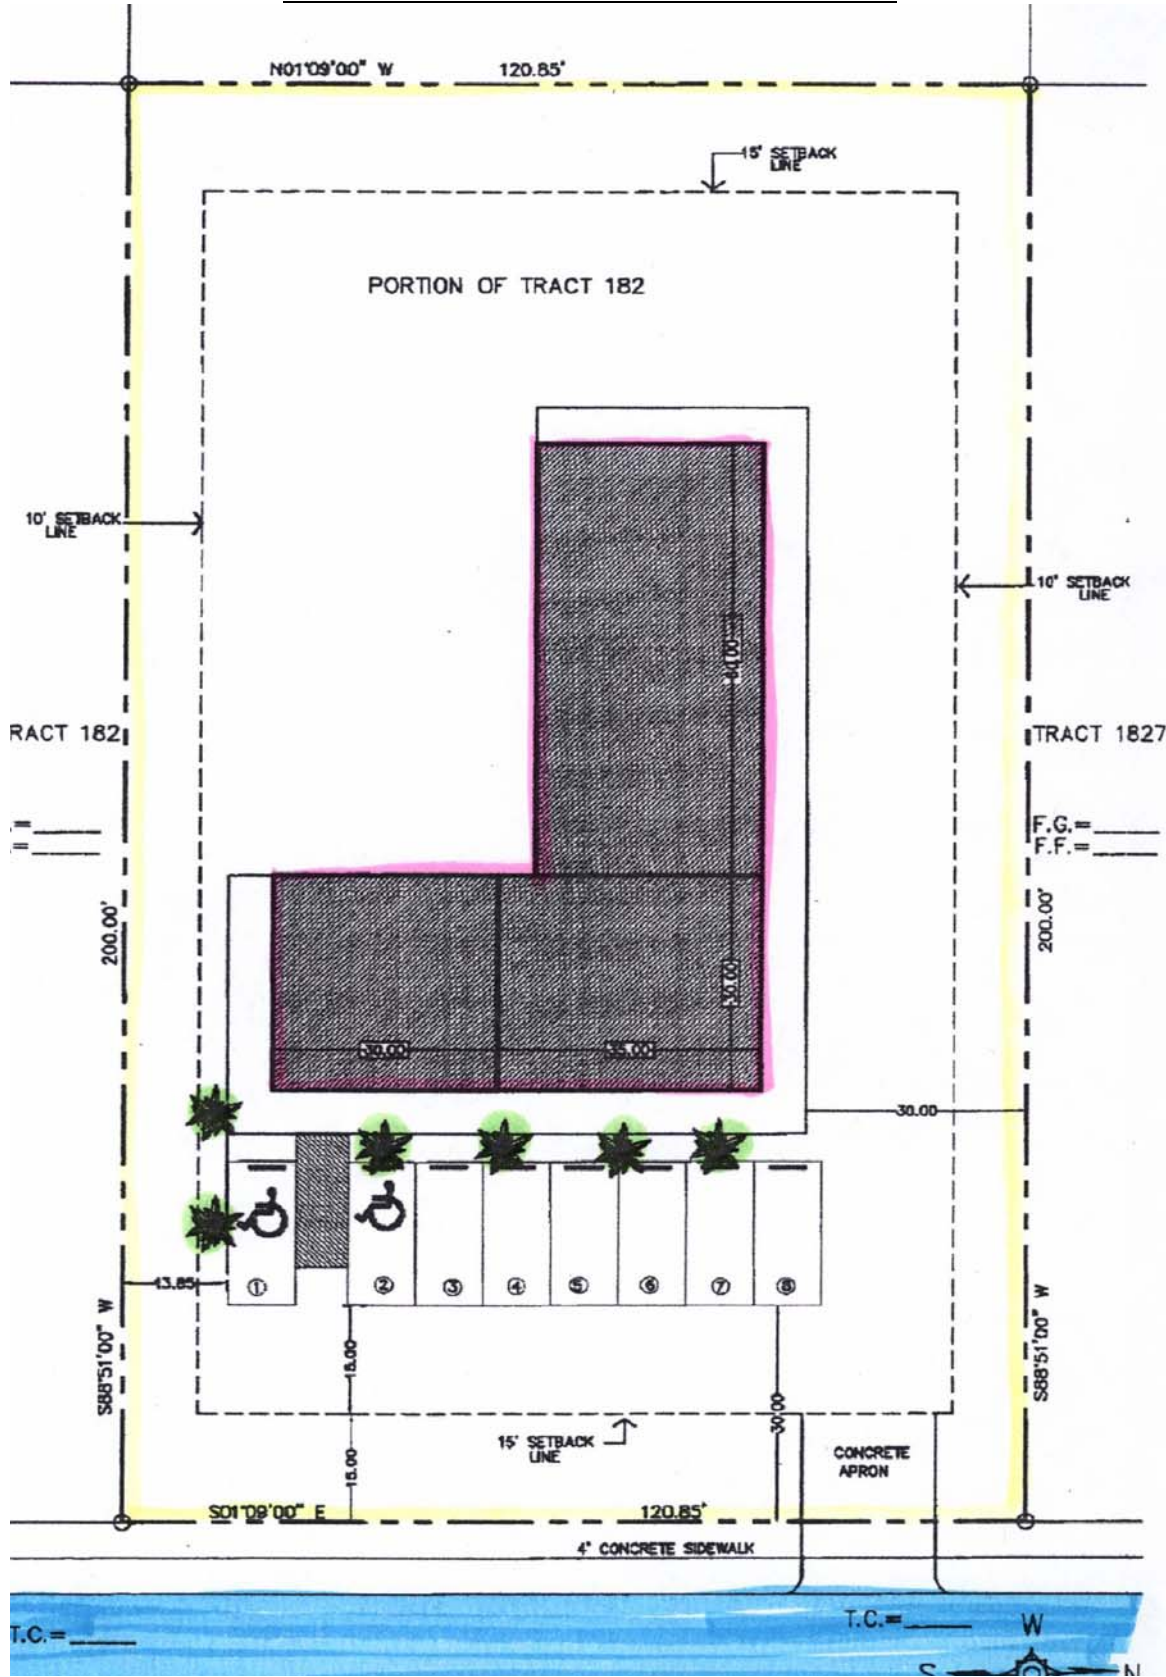 N01°09'00" W 120.85'
15' SETBACK
LINE
PORTION OF TRACT 182
10' SETBACK
LINE
10' SETBACK
LINE
60.00
RACT 182
TRACT 1827
F.G.=
F.F.=
200.00'
200.00'
30.00
30.00
35.00
30.00
13.85
1
2
3
4
5
6
7
8
S88°51'00" W
S88°51'00" W
15.00
30.00
15' SETBACK
LINE
15.00
CONCRETE
APRON
S01°09'00" E 120.85'
4' CONCRETE SIDEWALK
T.C.=
T.C.=
W
S
N